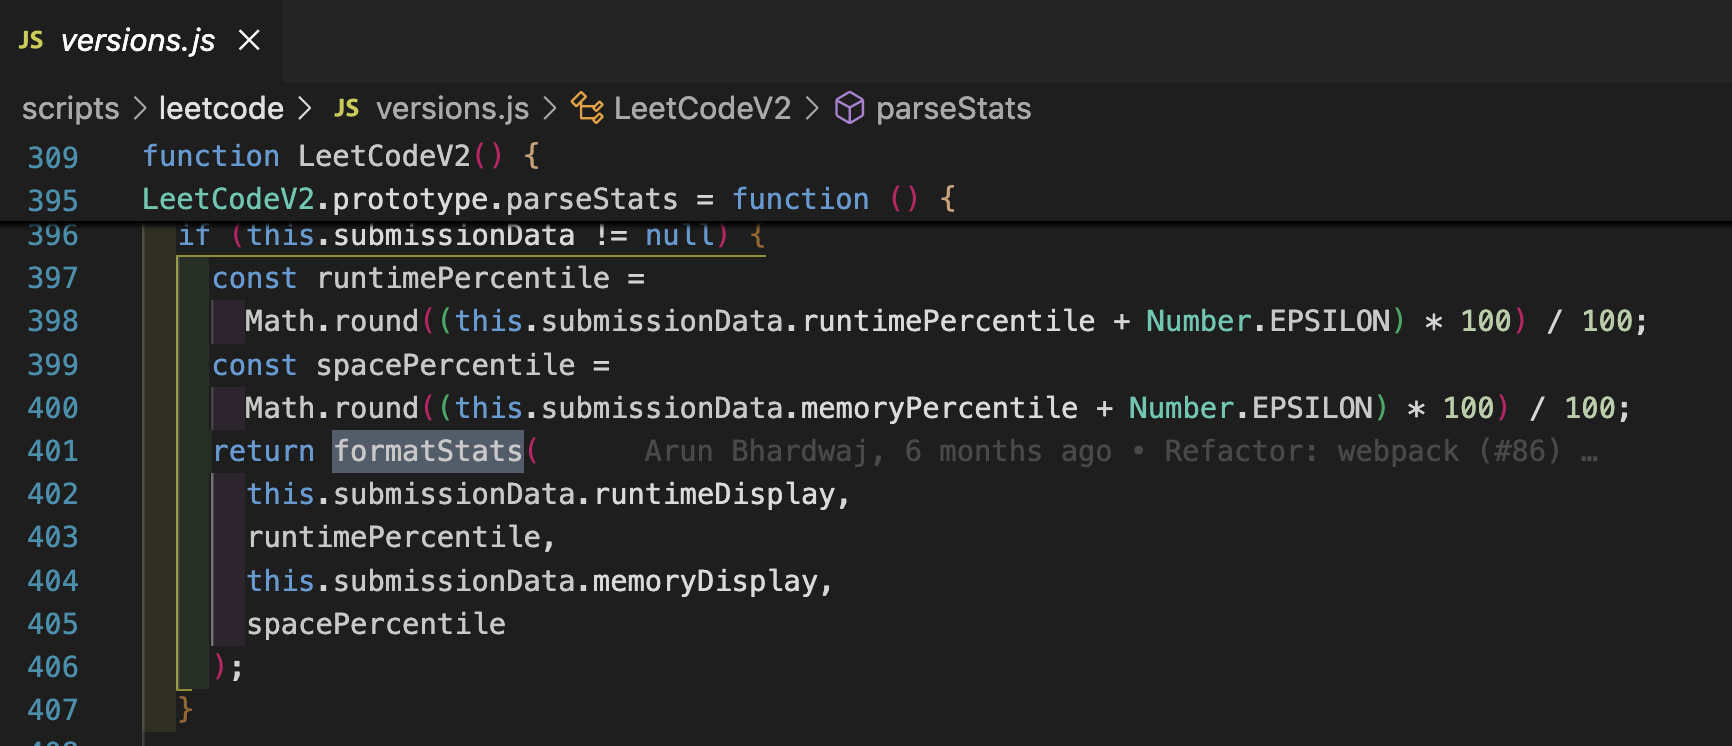 JS versions.js ×
scripts > leetcode > JS versions.js > LeetCodeV2 > parseStats
309 function LeetCodeV2() {
395 LeetCodeV2.prototype.parseStats = function () {
396 if (this.submissionData != null) {
397 const runtimePercentile =
398 Math.round((this.submissionData.runtimePercentile + Number.EPSILON) * 100) / 100;
399 const spacePercentile =
400 Math.round((this.submissionData.memoryPercentile + Number.EPSILON) * 100) / 100;
401 return formatStats( Arun Bhardwaj, 6 months ago • Refactor: webpack (#86) …
402 this.submissionData.runtimeDisplay,
403 runtimePercentile,
404 this.submissionData.memoryDisplay,
405 spacePercentile
406 );
407 }